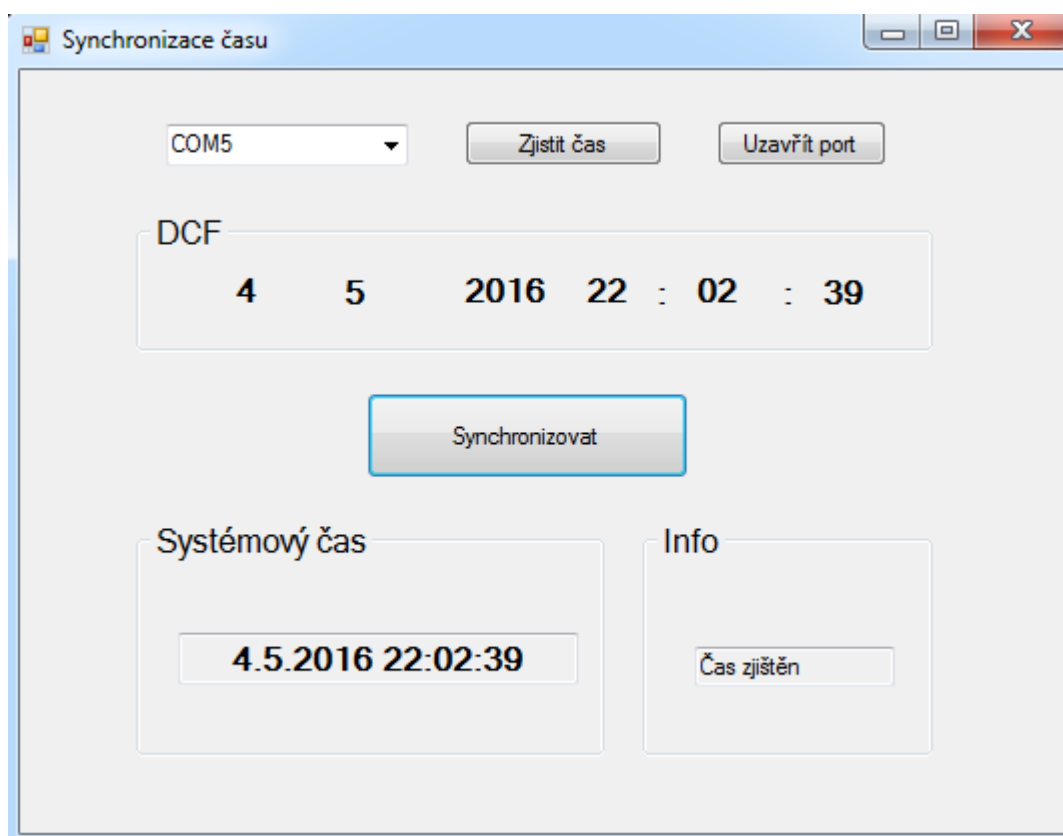 Synchronizace času
COM5 Zjistit čas Uzavřít port
DCF
4 5 2016 22 : 02 : 39
Synchronizovat
Systémový čas Info
4.5.2016 22:02:39 Čas zjištěn